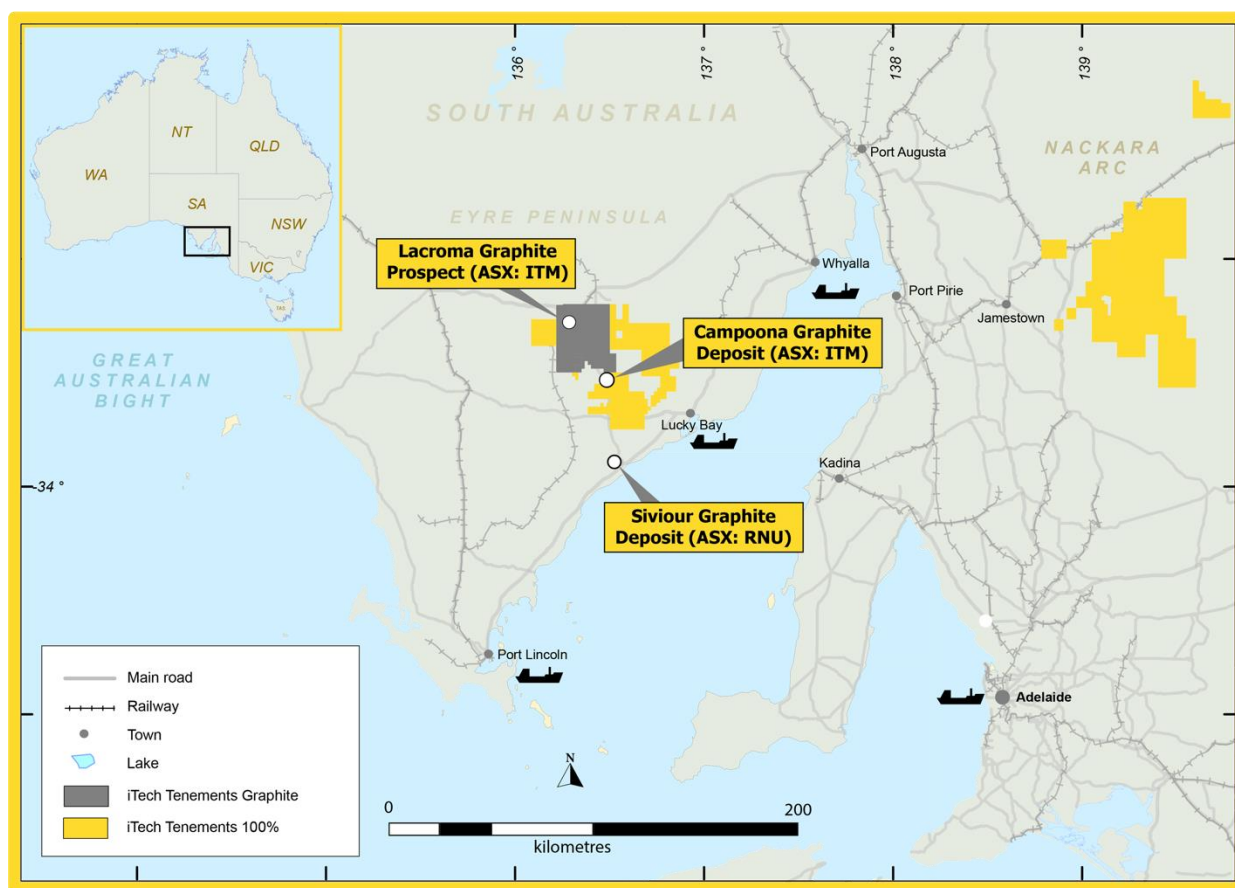 136 °
137 °
138 °
139 °
NT
QLD
WA
SA
NSW
VIC
TAS
SOUTH AUSTRALIA
Port Augusta
NACKARA
ARC
EYRE PENINSULA
Lacroma Graphite
Prospect (ASX: ITM)
Whyalla
Port Pirie
Jamestown
Campoona Graphite
Deposit (ASX: ITM)
GREAT
AUSTRALIAN
BIGHT
Lucky Bay
Kadina
-34 °
Siviour Graphite
Deposit (ASX: RNU)
Port Lincoln
Adelaide
Main road
Railway
Town
Lake
iTech Tenements Graphite
iTech Tenements 100%
N
0
200
kilometres